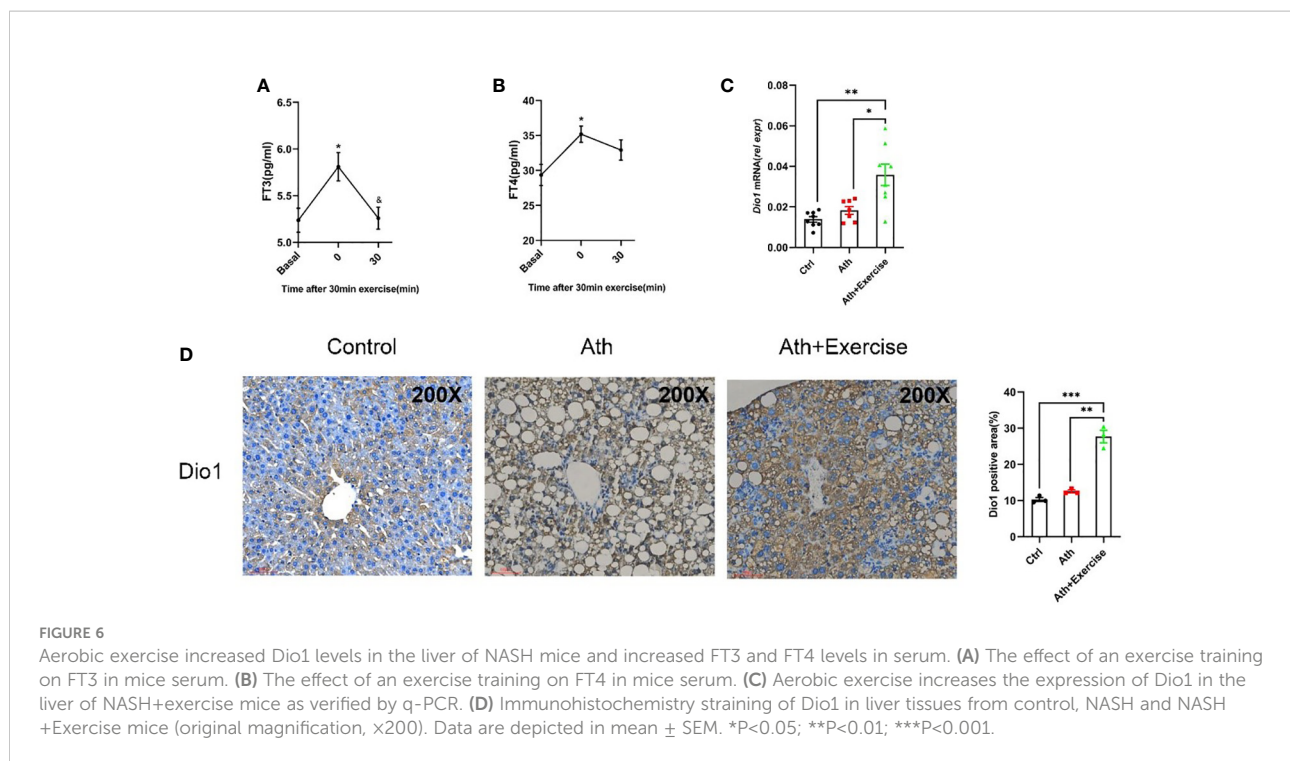 A
FT3(pg/ml)
6.5
6.0
5.5
5.0
*
&
Basal
0
30
Time after 30min exercise(min)
B
FT4(pg/ml)
40
35
30
25
20
*
Basal
0
30
Time after 30min exercise(min)
C
Dio1 mRNA(rel expr)
0.08
0.06
0.04
0.02
0.00
**
*
Ctrl
Ath
Ath+Exercise
D
Control
Ath
Ath+Exercise
Dio1
200X
200X
200X
Dio1 positive area(%)
40
30
20
10
0
***
**
Ctrl
Ath
Ath+Exercise
FIGURE 6
Aerobic exercise increased Dio1 levels in the liver of NASH mice and increased FT3 and FT4 levels in serum. (A) The effect of an exercise training
on FT3 in mice serum. (B) The effect of an exercise training on FT4 in mice serum. (C) Aerobic exercise increases the expression of Dio1 in the
liver of NASH+exercise mice as verified by q-PCR. (D) Immunohistochemistry straining of Dio1 in liver tissues from control, NASH and NASH
+Exercise mice (original magnification, ×200). Data are depicted in mean ± SEM. *P<0.05; **P<0.01; ***P<0.001.